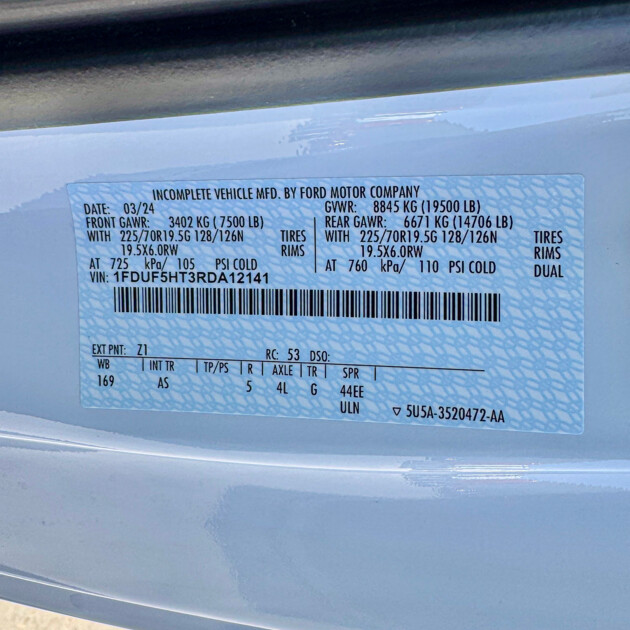 INCOMPLETE VEHICLE MFD. BY FORD MOTOR COMPANY
DATE: 03/24 GVWR: 8845 KG (19500 LB)
FRONT GAWR: 3402 KG ( 7500 LB) REAR GAWR: 6671 KG (14706 LB)
WITH 225/70R19.5G 128/126N TIRES WITH 225/70R19.5G 128/126N TIRES
19.5X6.0RW RIMS 19.5X6.0RW RIMS
AT 725 kPa/ 105 PSI COLD AT 760 kPa/ 110 PSI COLD DUAL
VIN: 1FDUF5HT3RDA12141
EXT PNT: Z1 RC: 53 DSO:
WB INT TR TP/PS R AXLE TR SPR
169 AS 5 4L G 44EE
ULN ▽ 5U5A-3520472-AA